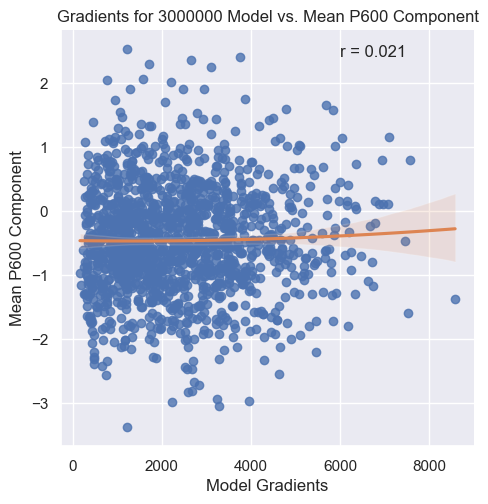 Gradients for 3000000 Model vs. Mean P600 Component
r = 0.021
2
1
0
−1
−2
−3
Mean P600 Component
0 2000 4000 6000 8000
Model Gradients